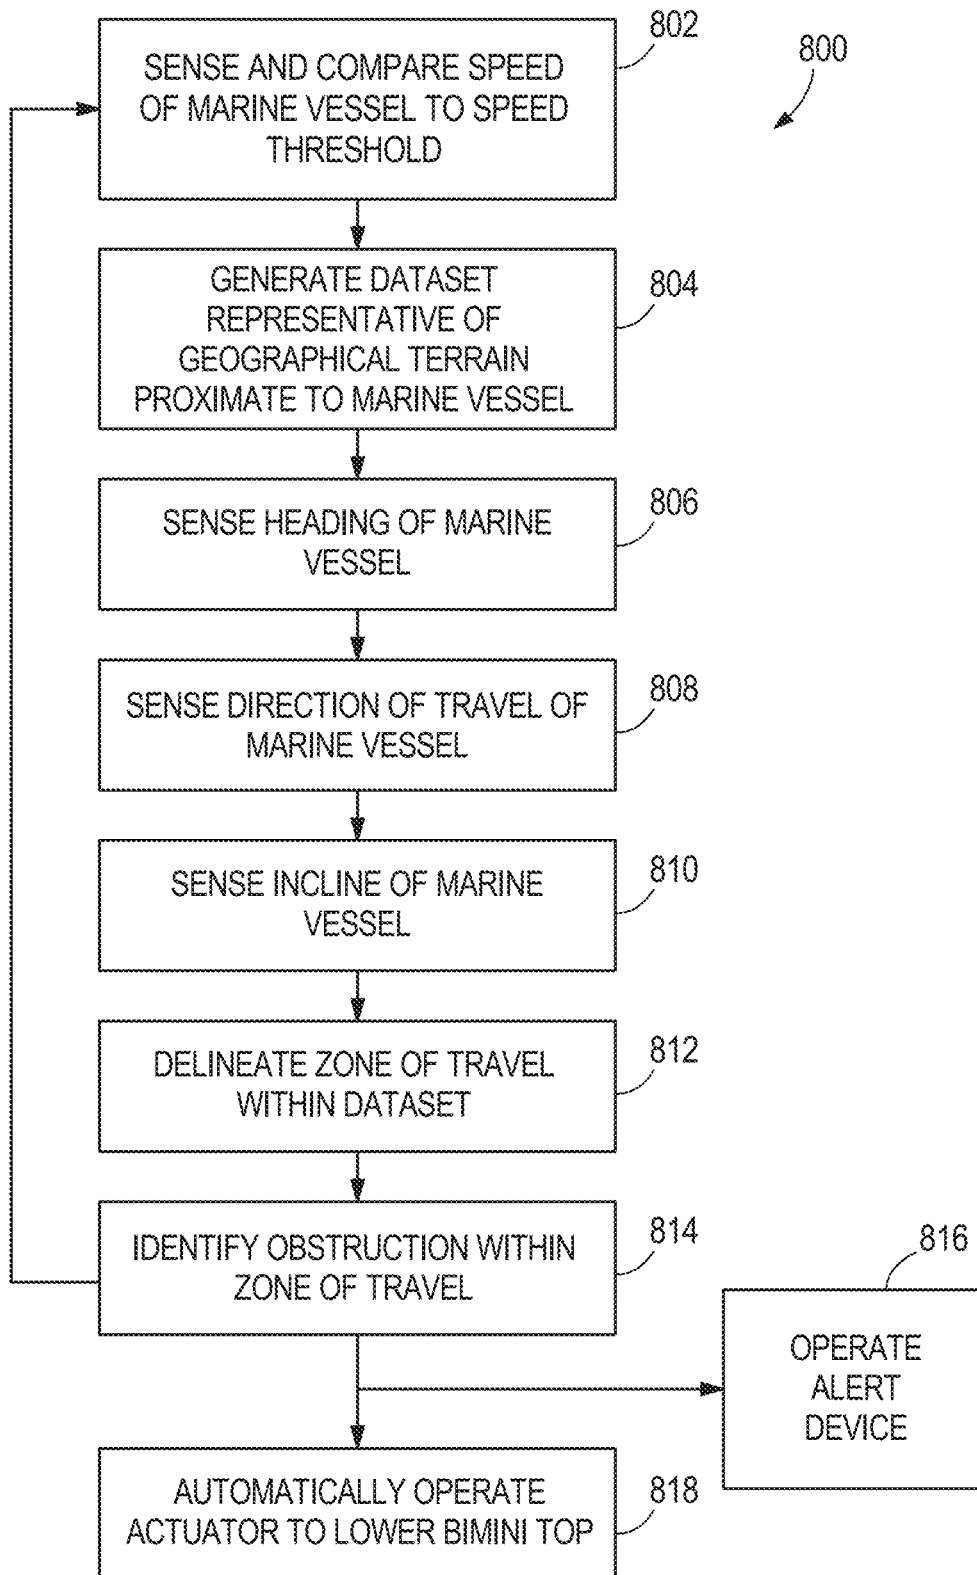 802
800
SENSE AND COMPARE SPEED
OF MARINE VESSEL TO SPEED
THRESHOLD
804
GENERATE DATASET
REPRESENTATIVE OF
GEOGRAPHICAL TERRAIN
PROXIMATE TO MARINE VESSEL
806
SENSE HEADING OF MARINE
VESSEL
808
SENSE DIRECTION OF TRAVEL OF
MARINE VESSEL
810
SENSE INCLINE OF MARINE
VESSEL
812
DELINEATE ZONE OF TRAVEL
WITHIN DATASET
814
IDENTIFY OBSTRUCTION WITHIN
ZONE OF TRAVEL
816
OPERATE
ALERT
DEVICE
818
AUTOMATICALLY OPERATE
ACTUATOR TO LOWER BIMINI TOP